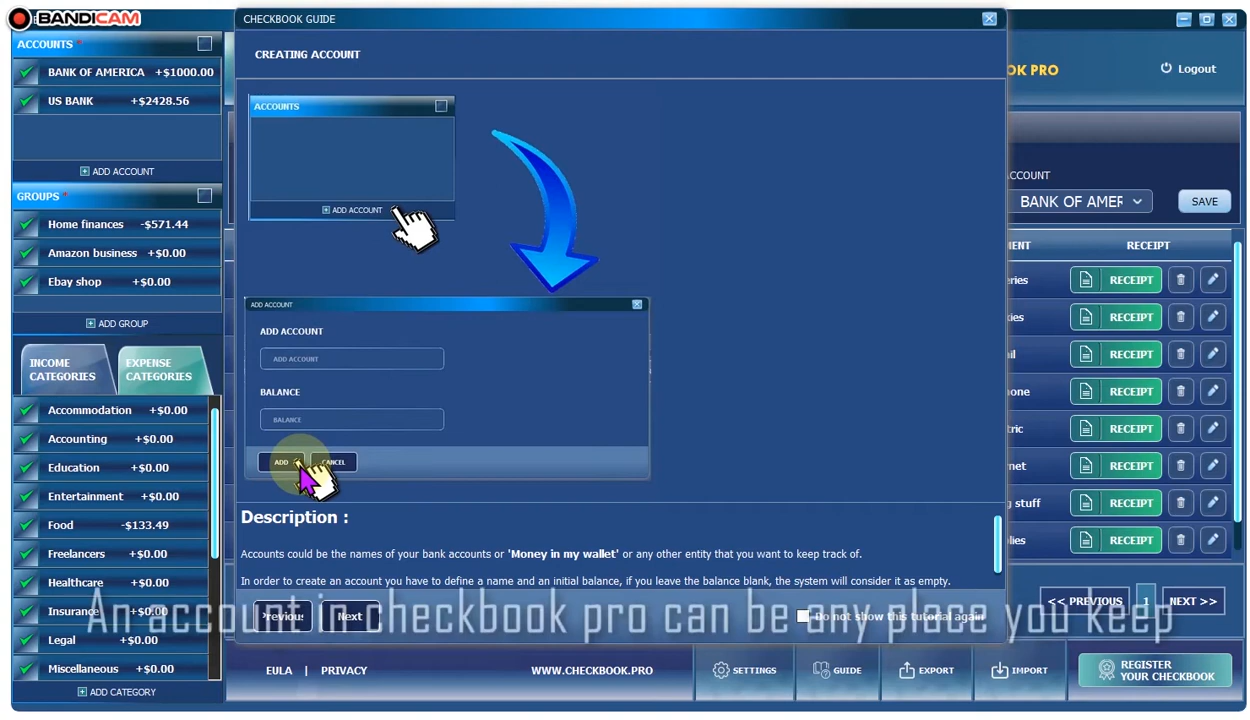 BANDICAM
ACCOUNTS *
BANK OF AMERICA +$1000.00
US BANK +$2428.56
ADD ACCOUNT
GROUPS *
Home finances -$571.44
Amazon business +$0.00
Ebay shop +$0.00
ADD GROUP
INCOME
CATEGORIES
EXPENSE
CATEGORIES
Accommodation +$0.00
Accounting +$0.00
Education +$0.00
Entertainment +$0.00
Food -$133.49
Freelancers +$0.00
Healthcare +$0.00
Insurance +$0.00
Legal +$0.00
Miscellaneous +$0.00
ADD CATEGORY
CHECKBOOK GUIDE
CREATING ACCOUNT
ACCOUNTS
ADD ACCOUNT
ADD ACCOUNT
ADD ACCOUNT
ADD ACCOUNT
BALANCE
BALANCE
ADD CANCEL
Description :
Accounts could be the names of your bank accounts or 'Money in my wallet' or any other entity that you want to keep track of.
In order to create an account you have to define a name and an initial balance, if you leave the balance blank, the system will consider it as empty.
Next
Do not show this tutorial again
An account in checkbook pro can be any place you keep
OK PRO
Logout
BANK OF AMER
SAVE
RECEIPT
RECEIPT
RECEIPT
RECEIPT
RECEIPT
RECEIPT
RECEIPT
g stuff RECEIPT
RECEIPT
<< PREVIOUS 1 NEXT >>
EULA | PRIVACY
WWW.CHECKBOOK.PRO
SETTINGS
GUIDE
EXPORT
IMPORT
REGISTER
YOUR CHECKBOOK